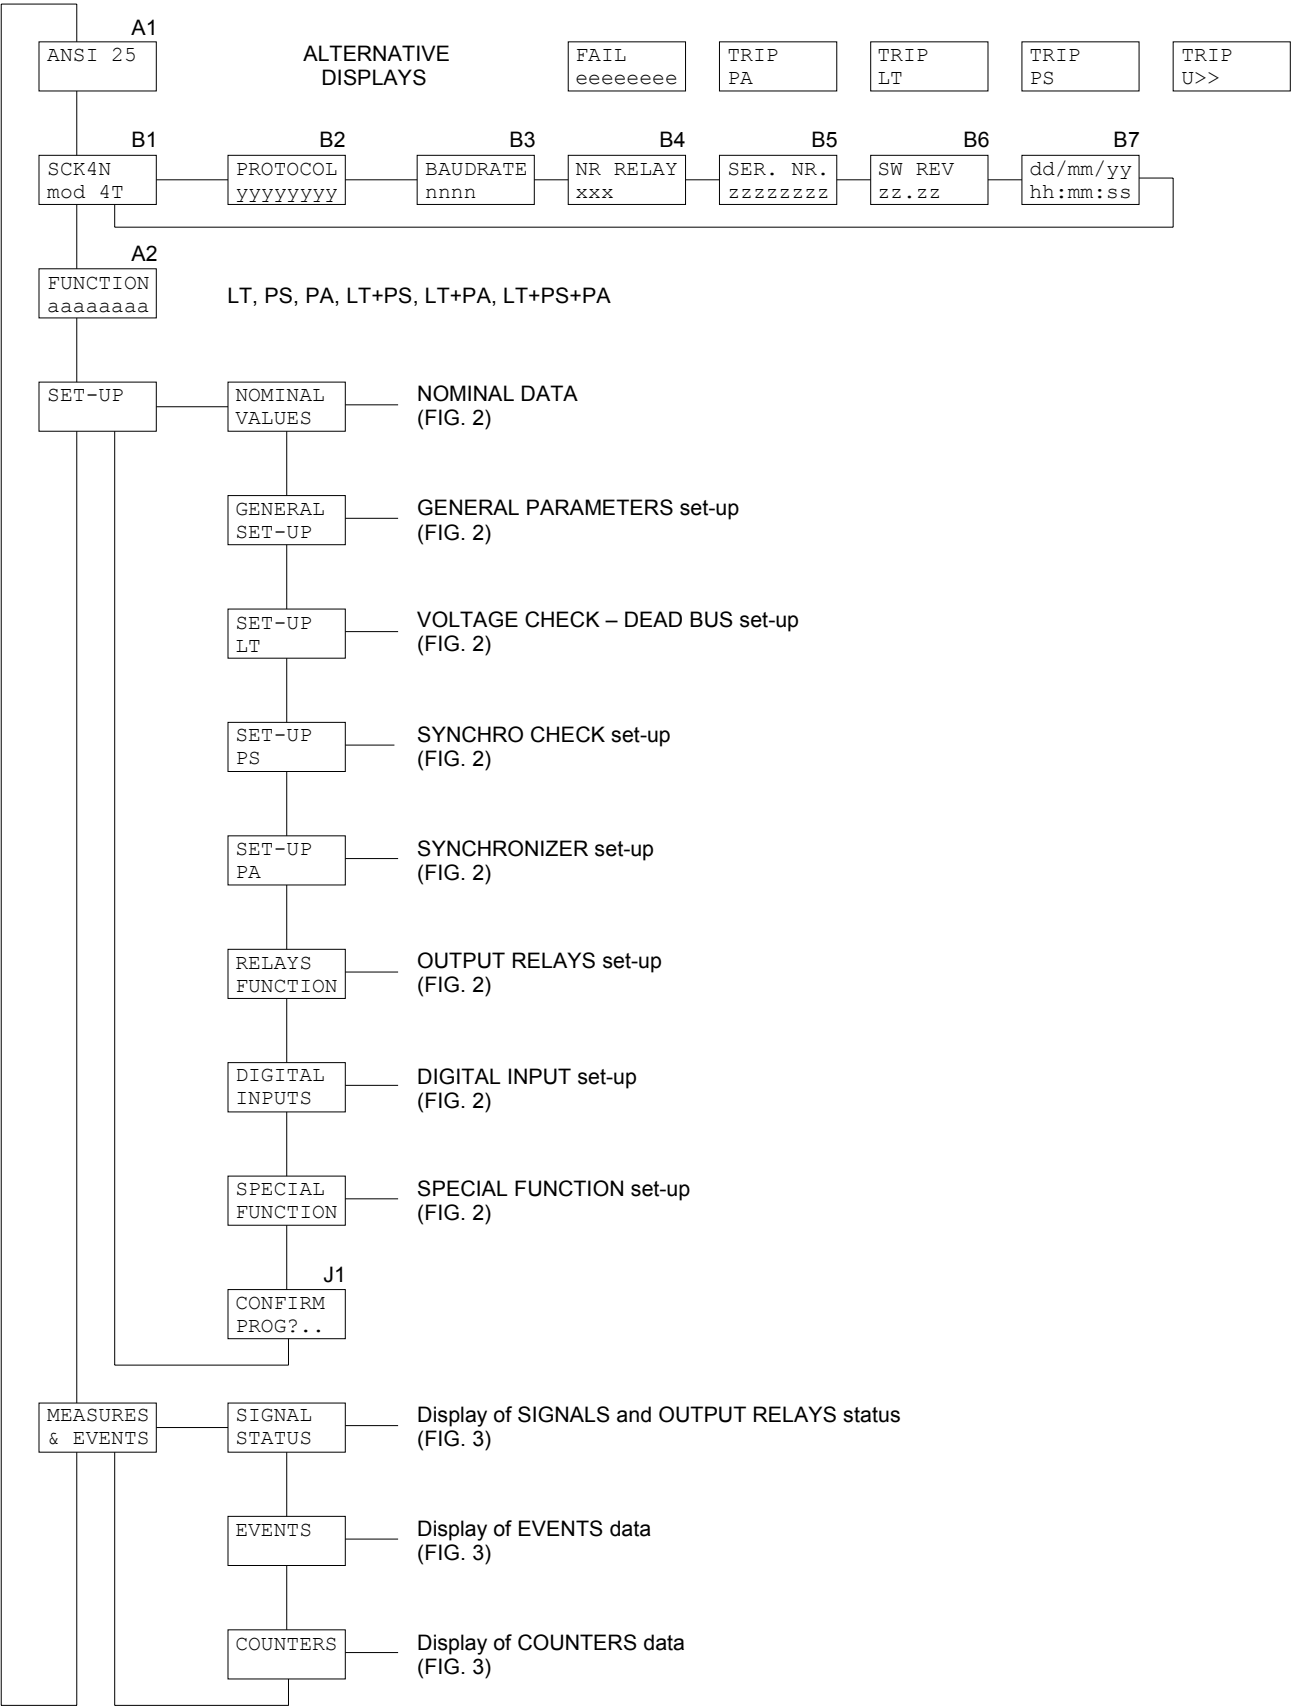 A1
ANSI 25
ALTERNATIVE
DISPLAYS
FAIL
eeeeeeee
TRIP
PA
TRIP
LT
TRIP
PS
TRIP
U>>
B1
SCK4N
mod 4T
B2
PROTOCOL
yyyyyyyy
B3
BAUDRATE
nnnn
B4
NR RELAY
xxx
B5
SER. NR.
zzzzzzzz
B6
SW REV
zz.zz
B7
dd/mm/yy
hh:mm:ss
A2
FUNCTION
aaaaaaaa
LT, PS, PA, LT+PS, LT+PA, LT+PS+PA
SET-UP
NOMINAL
VALUES
NOMINAL DATA
(FIG. 2)
GENERAL
SET-UP
GENERAL PARAMETERS set-up
(FIG. 2)
SET-UP
LT
VOLTAGE CHECK – DEAD BUS set-up
(FIG. 2)
SET-UP
PS
SYNCHRO CHECK set-up
(FIG. 2)
SET-UP
PA
SYNCHRONIZER set-up
(FIG. 2)
RELAYS
FUNCTION
OUTPUT RELAYS set-up
(FIG. 2)
DIGITAL
INPUTS
DIGITAL INPUT set-up
(FIG. 2)
SPECIAL
FUNCTION
SPECIAL FUNCTION set-up
(FIG. 2)
J1
CONFIRM
PROG?..
MEASURES
& EVENTS
SIGNAL
STATUS
Display of SIGNALS and OUTPUT RELAYS status
(FIG. 3)
EVENTS
Display of EVENTS data
(FIG. 3)
COUNTERS
Display of COUNTERS data
(FIG. 3)